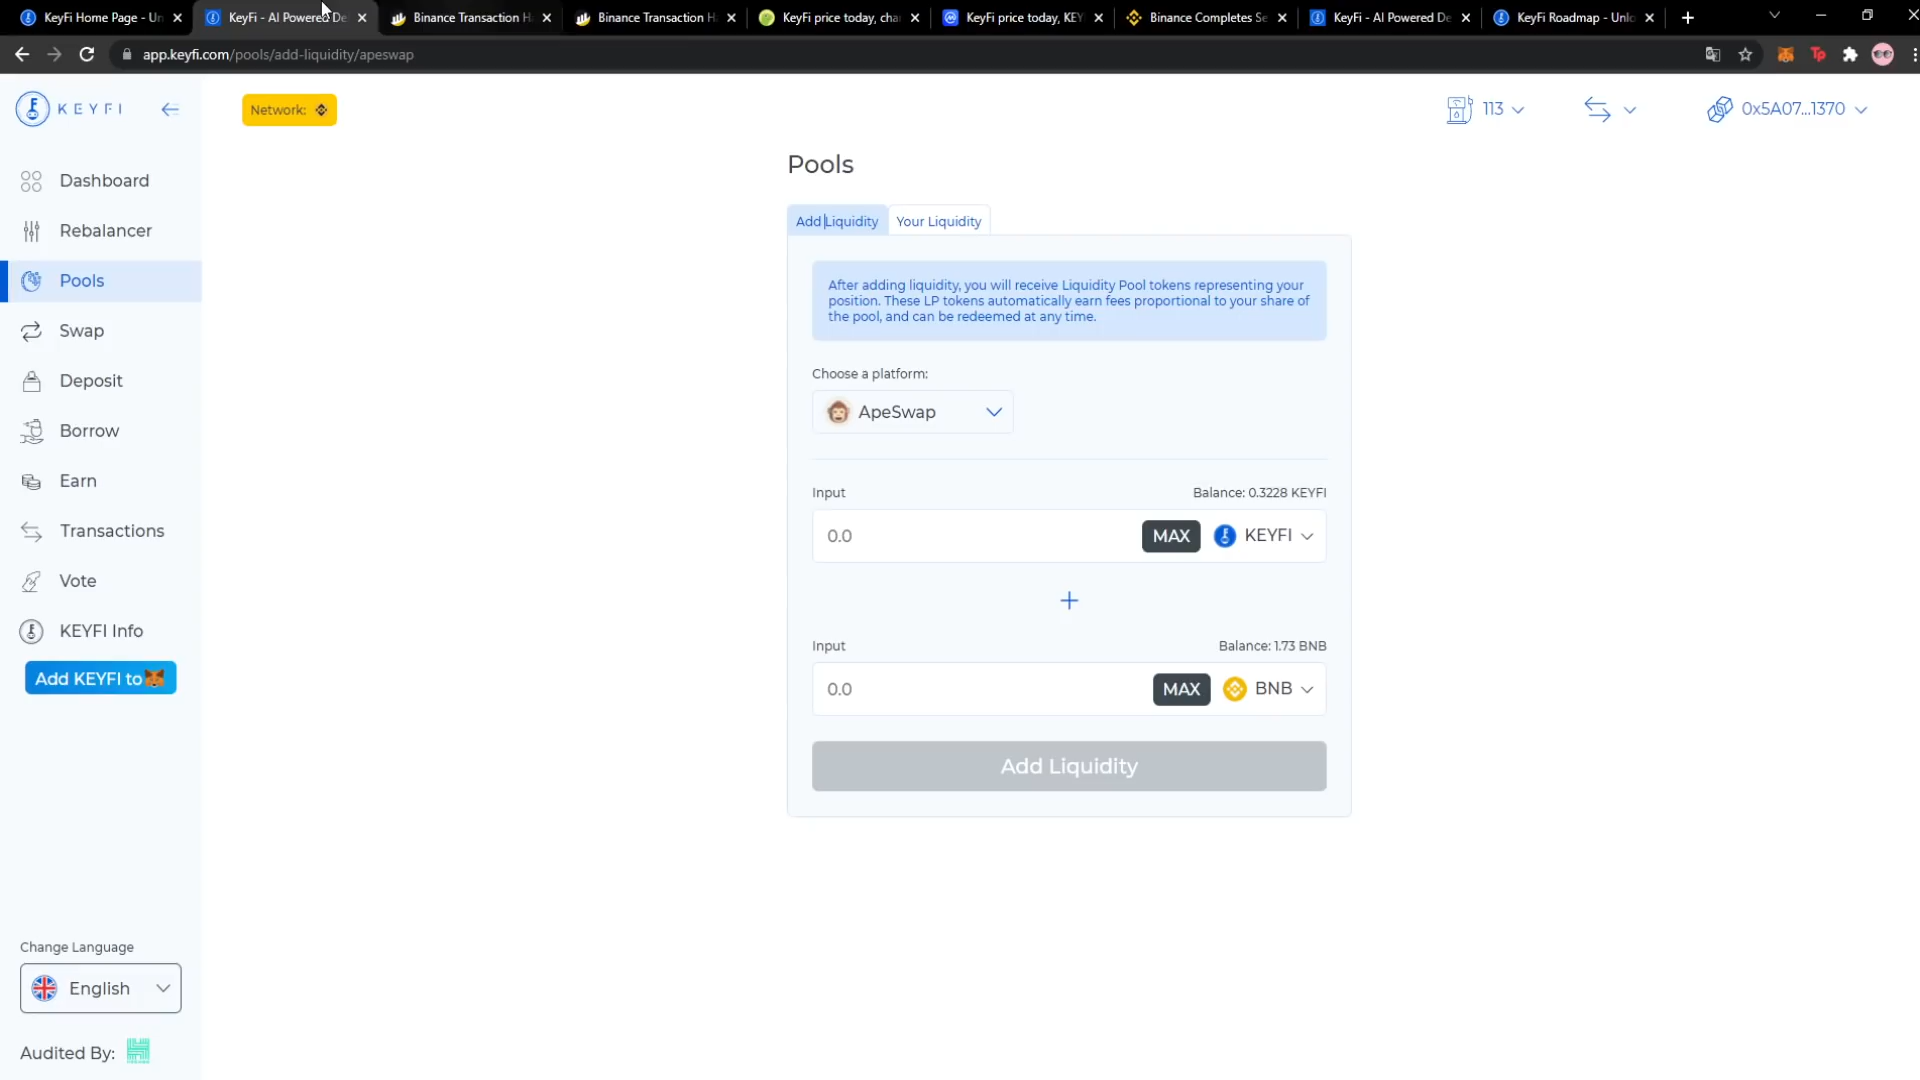 KeyFi Home Page - Un
KeyFi - AI Powered De
Binance Transaction H
Binance Transaction H
KeyFi price today, cha
KeyFi price today, KEY
Binance Completes Se
KeyFi - AI Powered De
KeyFi Roadmap - Unlo
app.keyfi.com/pools/add-liquidity/apeswap
Tp
KEYFI
Network:
113
0x5A07...1370
Dashboard
Rebalancer
Pools
Swap
Deposit
Borrow
Earn
Transactions
Vote
KEYFI Info
Add KEYFI to
Change Language
English
Audited By:
Pools
Add Liquidity
Your Liquidity
After adding liquidity, you will receive Liquidity Pool tokens representing your
position. These LP tokens automatically earn fees proportional to your share of
the pool, and can be redeemed at any time.
Choose a platform:
ApeSwap
Input
Balance: 0.3228 KEYFI
0.0
MAX
KEYFI
Input
Balance: 1.73 BNB
0.0
MAX
BNB
Add Liquidity